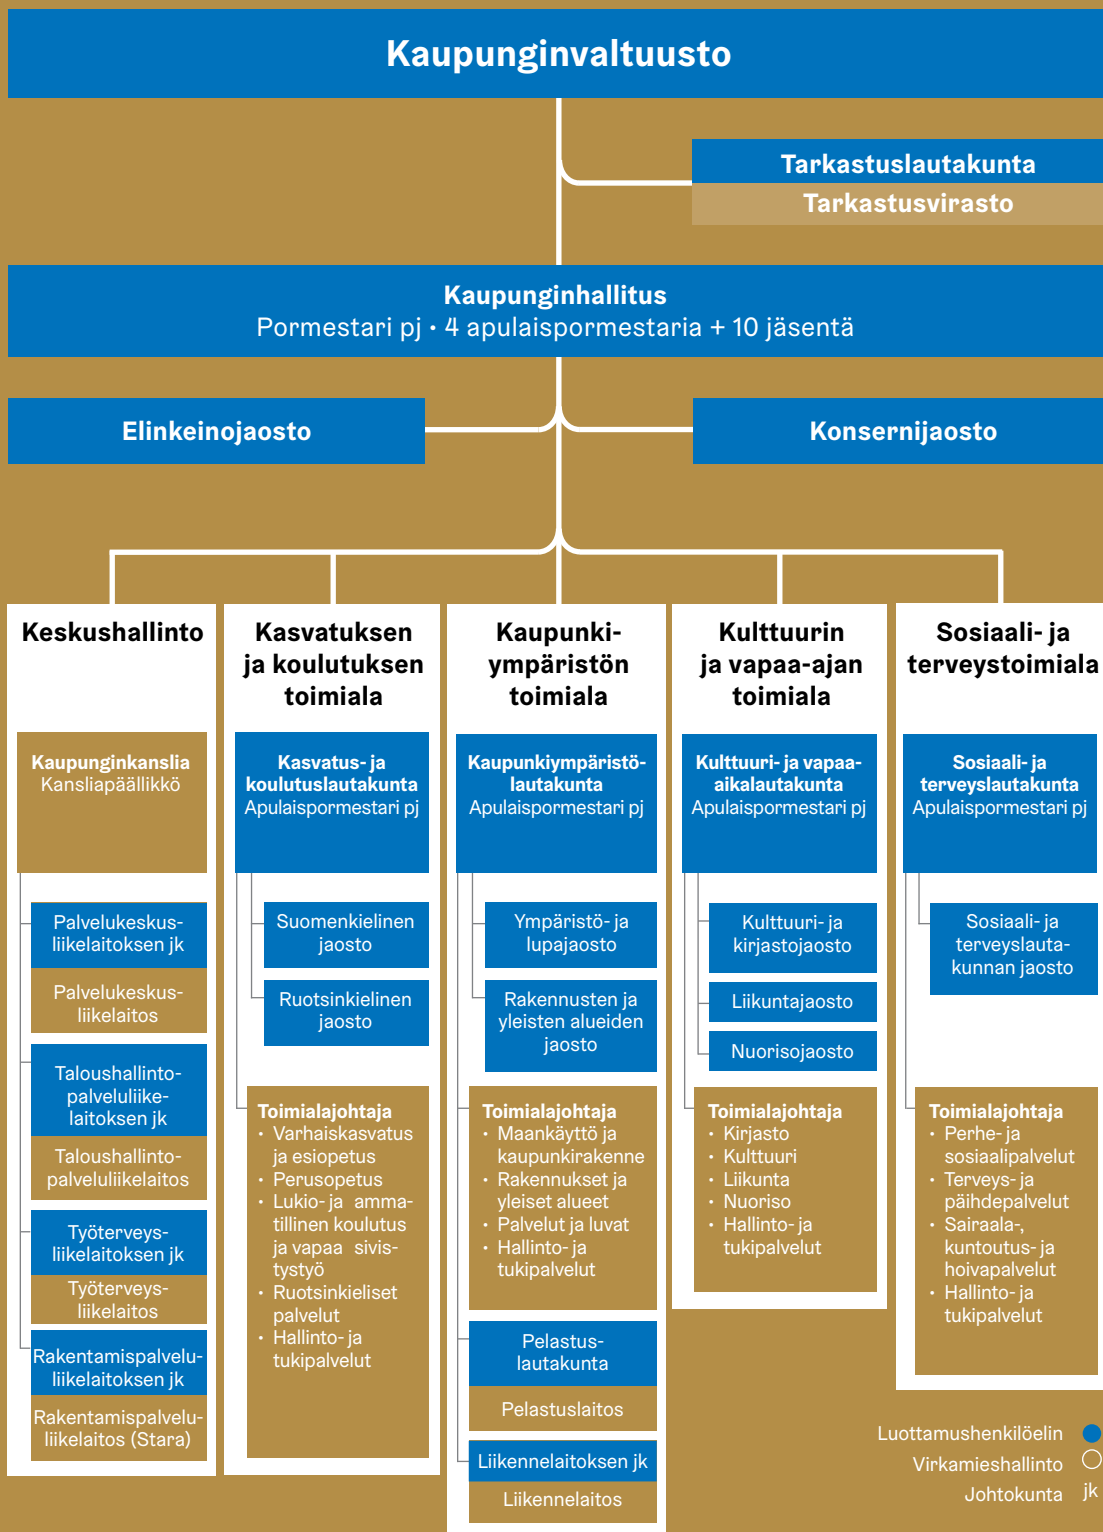 Kaupunginvaltuusto
Tarkastuslautakunta
Tarkastusvirasto
Kaupunginhallitus
Pormestari pj • 4 apulaispormestaria + 10 jäsentä
Elinkeinojaosto
Konsernijaosto
Keskushallinto
Kaupunginkanslia
Kansliapäällikkö
Palvelukeskus-
liikelaitoksen jk
Palvelukeskus-
liikelaitos
Taloushallinto-
palveluliike-
laitoksen jk
Taloushallinto-
palveluliikelaitos
Työterveys-
liikelaitoksen jk
Työterveys-
liikelaitos
Rakentamispalvelu-
liikelaitoksen jk
Rakentamispalvelu-
liikelaitos (Stara)
Kasvatuksen
ja koulutuksen
toimiala
Kasvatus- ja
koulutuslautakunta
Apulaispormestari pj
Suomenkielinen
jaosto
Ruotsinkielinen
jaosto
Toimialajohtaja
• Varhaiskasvatus
ja esiopetus
• Perusopetus
• Lukio- ja amma-
tillinen koulutus
ja vapaa sivis-
tystyö
• Ruotsinkieliset
palvelut
• Hallinto- ja
tukipalvelut
Kaupunki-
ympäristön
toimiala
Kaupunkiympäristö-
lautakunta
Apulaispormestari pj
Ympäristö- ja
lupajaosto
Rakennusten ja
yleisten alueiden
jaosto
Toimialajohtaja
• Maankäyttö ja
kaupunkirakenne
• Rakennukset ja
yleiset alueet
• Palvelut ja luvat
• Hallinto- ja
tukipalvelut
Pelastus-
lautakunta
Pelastuslaitos
Liikennelaitoksen jk
Liikennelaitos
Kulttuurin
ja vapaa-ajan
toimiala
Kulttuuri- ja vapaa-
aikalautakunta
Apulaispormestari pj
Kulttuuri- ja
kirjastojaosto
Liikuntajaosto
Nuorisojaosto
Toimialajohtaja
• Kirjasto
• Kulttuuri
• Liikunta
• Nuoriso
• Hallinto- ja
tukipalvelut
Sosiaali- ja
terveystoimiala
Sosiaali- ja
terveyslautakunta
Apulaispormestari pj
Sosiaali- ja
terveyslauta-
kunnan jaosto
Toimialajohtaja
• Perhe- ja
sosiaalipalvelut
• Terveys- ja
päihdepalvelut
• Sairaala-,
kuntoutus- ja
hoivapalvelut
• Hallinto- ja
tukipalvelut
Luottamushenkilöelin
Virkamieshallinto
Johtokunta jk